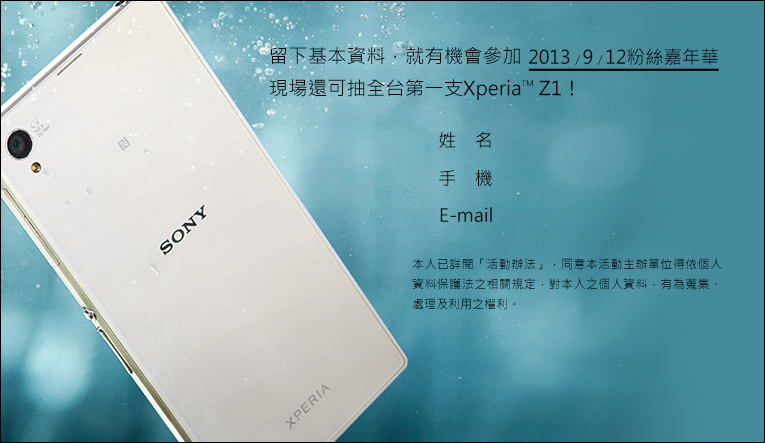 留下基本資料，就有機會參加 2013/9/12粉絲嘉年華
現場還可抽全台第一支Xperia™ Z1！
姓 名
手 機
E-mail
本人已詳閱「活動辦法」，同意本活動主辦單位得依個人
資料保護法之相關規定，對本人之個人資料，有為蒐集、
處理及利用之權利。
SONY
XPERIA